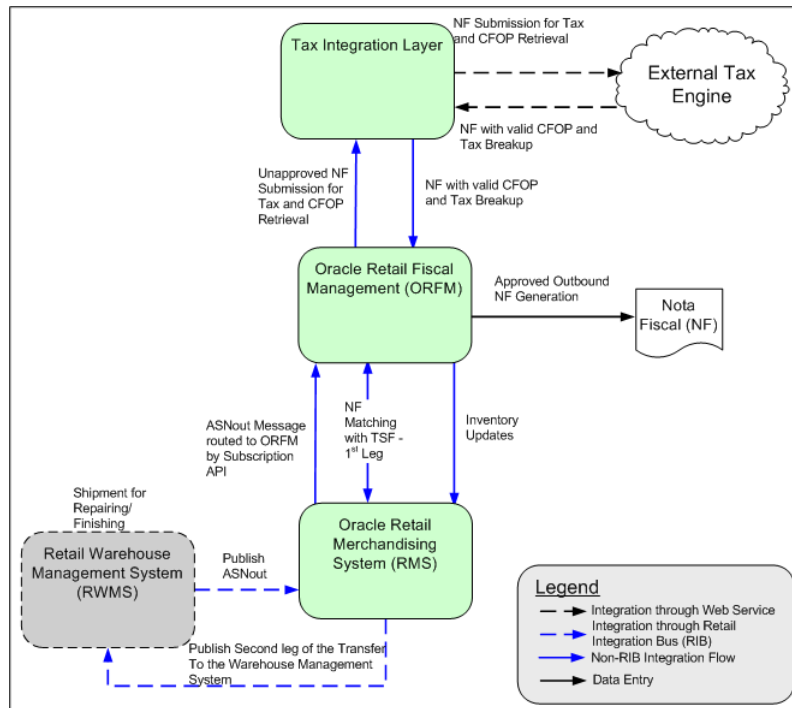 NF Submission for Tax
and CFOP Retrieval
Tax Integration Layer
External Tax
Engine
NF with valid CFOP and
Tax Breakup
Unapproved NF
Submission for
Tax and CFOP
Retrieval
NF with valid CFOP
and Tax Breakup
Oracle Retail Fiscal
Management (ORFM)
Approved Outbound
NF Generation
Nota
Fiscal (NF)
ASNout Message
routed to ORFM
by Subscription
API
NF
Matching
with TSF -
1st Leg
Inventory
Updates
Shipment for
Repairing/
Finishing
Retail Warehouse
Management System
(RWMS)
Publish
ASNout
Oracle Retail
Merchandising
System (RMS)
Publish Second leg of the Transfer
To the Warehouse Management
System
Legend
Integration through Web Service
Integration through Retail
Integration Bus (RIB)
Non-RIB Integration Flow
Data Entry